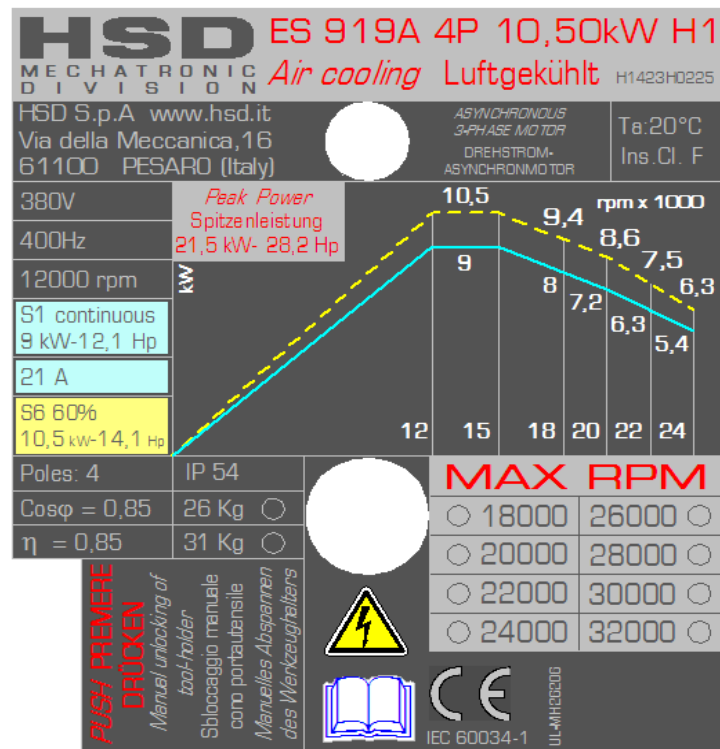 HSD
MECHATRONIC
DIVISION
ES 919A 4P 10,50kW H1
Air cooling Luftgekühlt H1423H0225
HSD S.p.A www.hsd.it
Via della Meccanica,16
61100 PESARO (Italy)
ASYNCHRONOUS
3-PHASE MOTOR
DREHSTROM-
ASYNCHRONMOTOR
Ta:20°C
Ins.Cl. F
380V
400Hz
12000 rpm
S1 continuous
9 kW-12,1 Hp
21 A
S6 60%
10,5 kW-14,1 Hp
Peak Power
Spitzenleistung
21,5 kW- 28,2 Hp
kW
rpm x 1000
10,5
9,4
8,6
7,5
6,3
9
8
7,2
6,3
5,4
12 15 18 20 22 24
Poles: 4 IP 54
Cosφ = 0,85 26 Kg
η = 0,85 31 Kg
MAX RPM
18000 26000
20000 28000
22000 30000
24000 32000
PUSH PREMERE
DRÜCKEN
Manual unlocking of
tool-holder
Sbloccaggio manuale
cono portautensile
Manuelles Abspannen
des Werkzeughalters
CE
IEC 60034-1
UL-MH2G20G